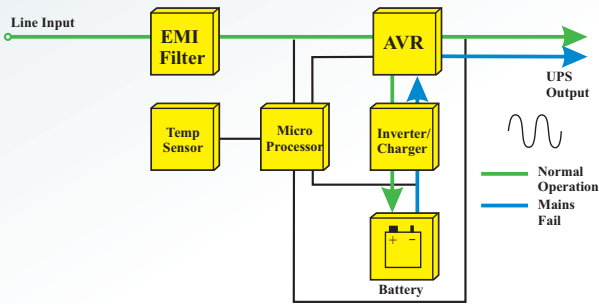 Line Input
EMI
Filter
AVR
UPS
Output
Temp
Sensor
Micro
Processor
Inverter/
Charger
Normal
Operation
Mains
Fail
+ −
Battery